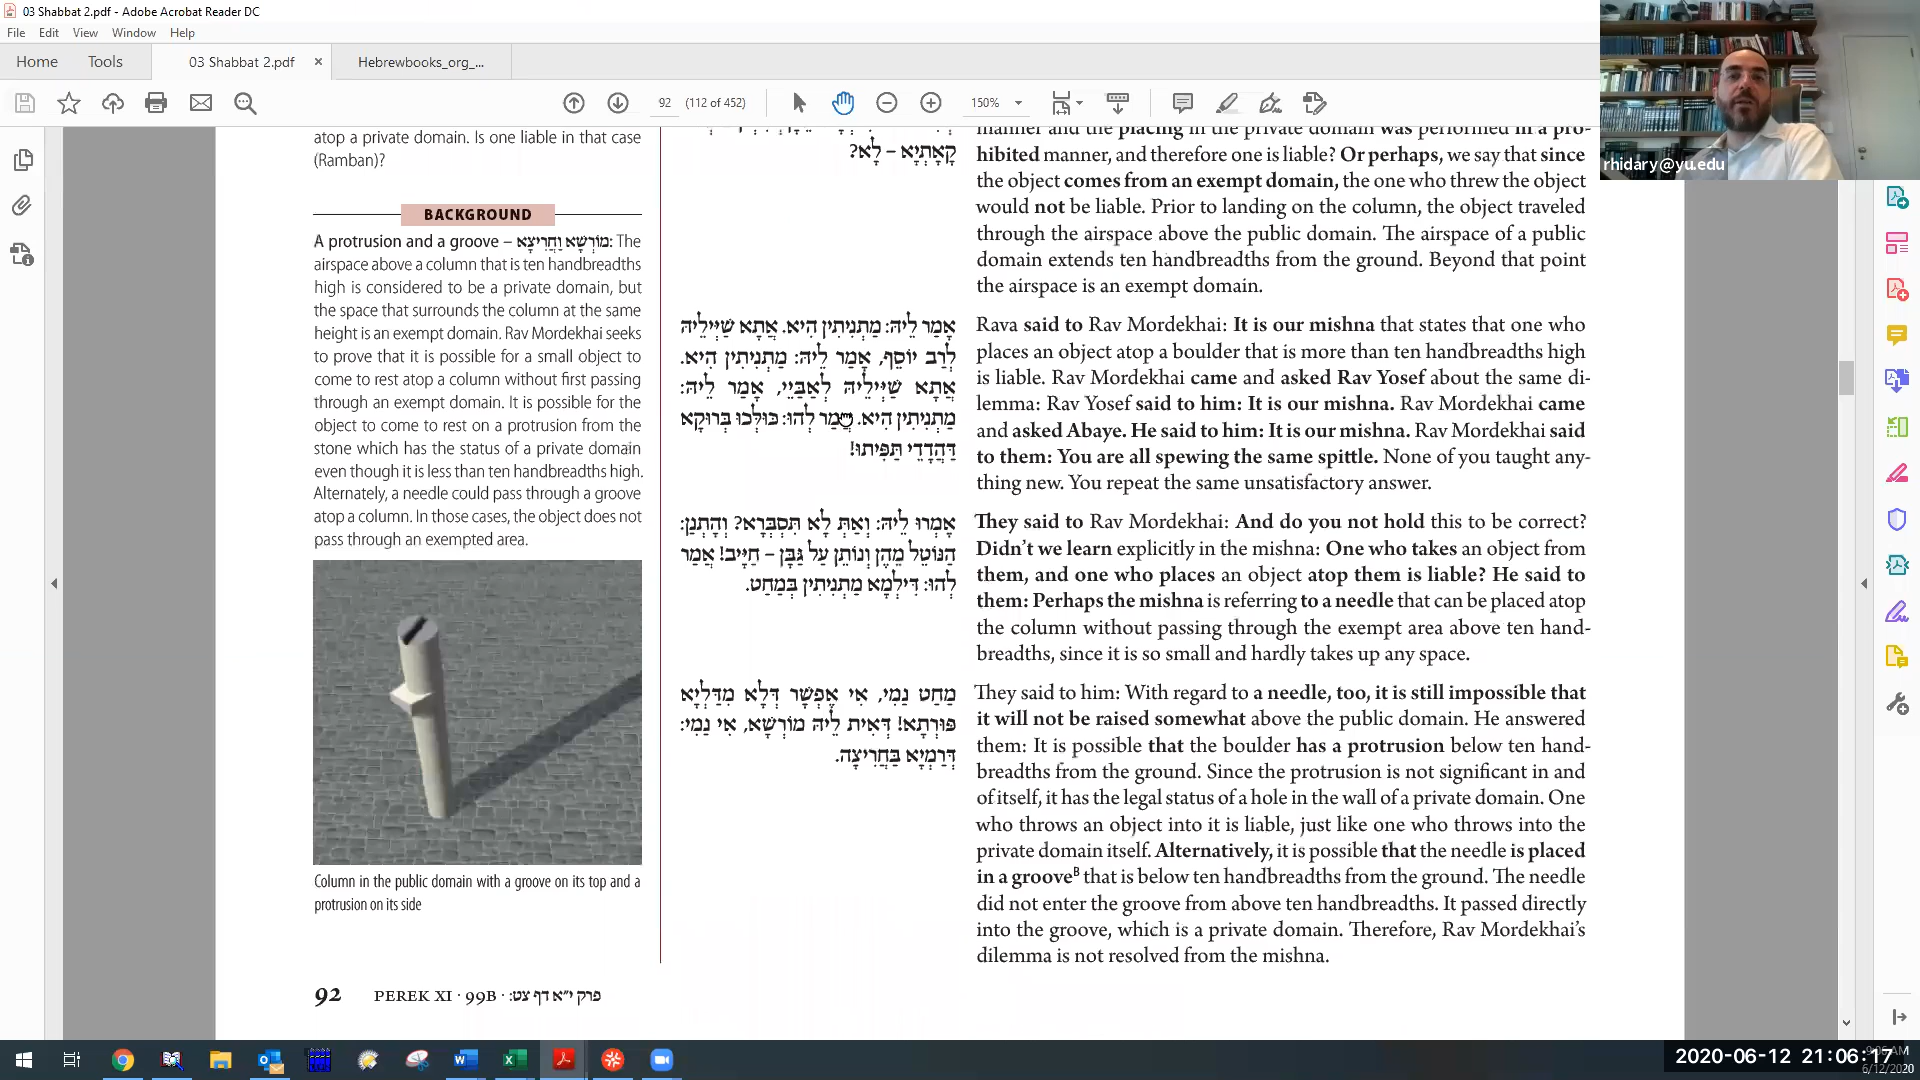 03 Shabbat 2.pdf - Adobe Acrobat Reader DC
File Edit View Window Help
Home Tools 03 Shabbat 2.pdf × Hebrewbooks_org_...
92 (112 of 452) 150%
rhidary@yu.edu
atop a private domain. Is one liable in that case
(Ramban)?
BACKGROUND
A protrusion and a groove – מוֹרְשָׁא וַחֲרִיצָא: The
airspace above a column that is ten handbreadths
high is considered to be a private domain, but
the space that surrounds the column at the same
height is an exempt domain. Rav Mordekhai seeks
to prove that it is possible for a small object to
come to rest atop a column without first passing
through an exempt domain. It is possible for the
object to come to rest on a protrusion from the
stone which has the status of a private domain
even though it is less than ten handbreadths high.
Alternately, a needle could pass through a groove
atop a column. In those cases, the object does not
pass through an exempted area.
Column in the public domain with a groove on its top and a
protrusion on its side
קָאָתְיָא – לָא?
אָמַר לֵיהּ: מַתְנִיתִין הִיא. אֲתָא שַׁיְּילֵיהּ
לְרַב יוֹסֵף, אָמַר לֵיהּ: מַתְנִיתִין הִיא.
אֲתָא שַׁיְּילֵיהּ לְאַבַּיֵי, אָמַר לֵיהּ:
מַתְנִיתִין הִיא. אֲמַר לְהוּ: כּוּלְּכוּ בְּרוּקָא
דַּהֲדָדֵי תָּפִיתוּ!
אָמְרוּ לֵיהּ: וְאַתְּ לָא תִּסְבְּרָא? וְהָתְנַן:
הַנּוֹטֵל מֵהֶן וְנוֹתֵן עַל גַּבָּן – חַיָּיב! אֲמַר
לְהוּ: דִּילְמָא מַתְנִיתִין בְּמַחַט.
מַחַט נַמִי, אִי אֶפְשָׁר דְּלָא מִדַּלְיָא
פּוּרְתָא! דְּאִית לֵיהּ מוֹרְשָׁא, אִי נַמִי:
דְּרַמְיָא בַּחֲרִיצָה.
manner and the placing in the private domain was performed in a pro-
hibited manner, and therefore one is liable? Or perhaps, we say that since
the object comes from an exempt domain, the one who threw the object
would not be liable. Prior to landing on the column, the object traveled
through the airspace above the public domain. The airspace of a public
domain extends ten handbreadths from the ground. Beyond that point
the airspace is an exempt domain.
Rava said to Rav Mordekhai: It is our mishna that states that one who
places an object atop a boulder that is more than ten handbreadths high
is liable. Rav Mordekhai came and asked Rav Yosef about the same di-
lemma: Rav Yosef said to him: It is our mishna. Rav Mordekhai came
and asked Abaye. He said to him: It is our mishna. Rav Mordekhai said
to them: You are all spewing the same spittle. None of you taught any-
thing new. You repeat the same unsatisfactory answer.
They said to Rav Mordekhai: And do you not hold this to be correct?
Didn't we learn explicitly in the mishna: One who takes an object from
them, and one who places an object atop them is liable? He said to
them: Perhaps the mishna is referring to a needle that can be placed atop
the column without passing through the exempt area above ten hand-
breadths, since it is so small and hardly takes up any space.
They said to him: With regard to a needle, too, it is still impossible that
it will not be raised somewhat above the public domain. He answered
them: It is possible that the boulder has a protrusion below ten hand-
breadths from the ground. Since the protrusion is not significant in and
of itself, it has the legal status of a hole in the wall of a private domain. One
who throws an object into it is liable, just like one who throws into the
private domain itself. Alternatively, it is possible that the needle is placed
in a grooveᴮ that is below ten handbreadths from the ground. The needle
did not enter the groove from above ten handbreadths. It passed directly
into the groove, which is a private domain. Therefore, Rav Mordekhai's
dilemma is not resolved from the mishna.
92 PEREK XI · 99B · פרק י״א דף צט:
2020-06-12 21:06:17
6/12/2020